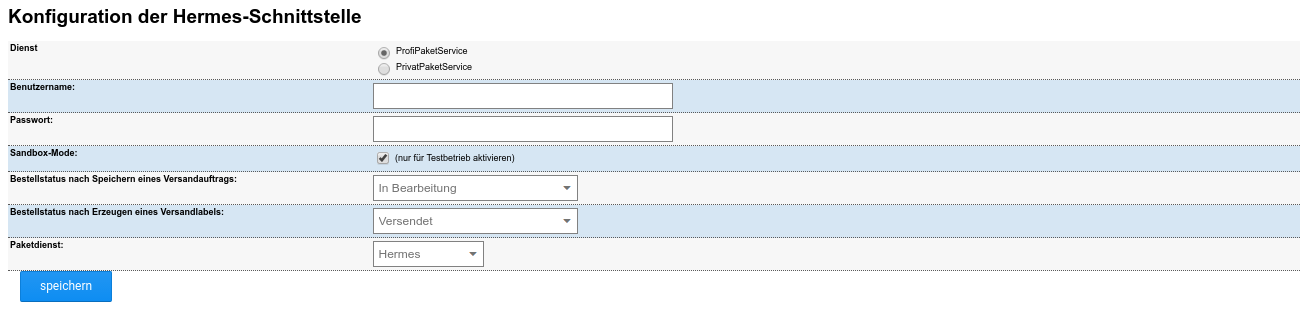 Konfiguration der Hermes-Schnittstelle
Dienst
ProfiPaketService
PrivatPaketService
Benutzername:
Passwort:
Sandbox-Mode:
(nur für Testbetrieb aktivieren)
Bestellstatus nach Speichern eines Versandauftrags:
In Bearbeitung
Bestellstatus nach Erzeugen eines Versandlabels:
Versendet
Paketdienst:
Hermes
speichern